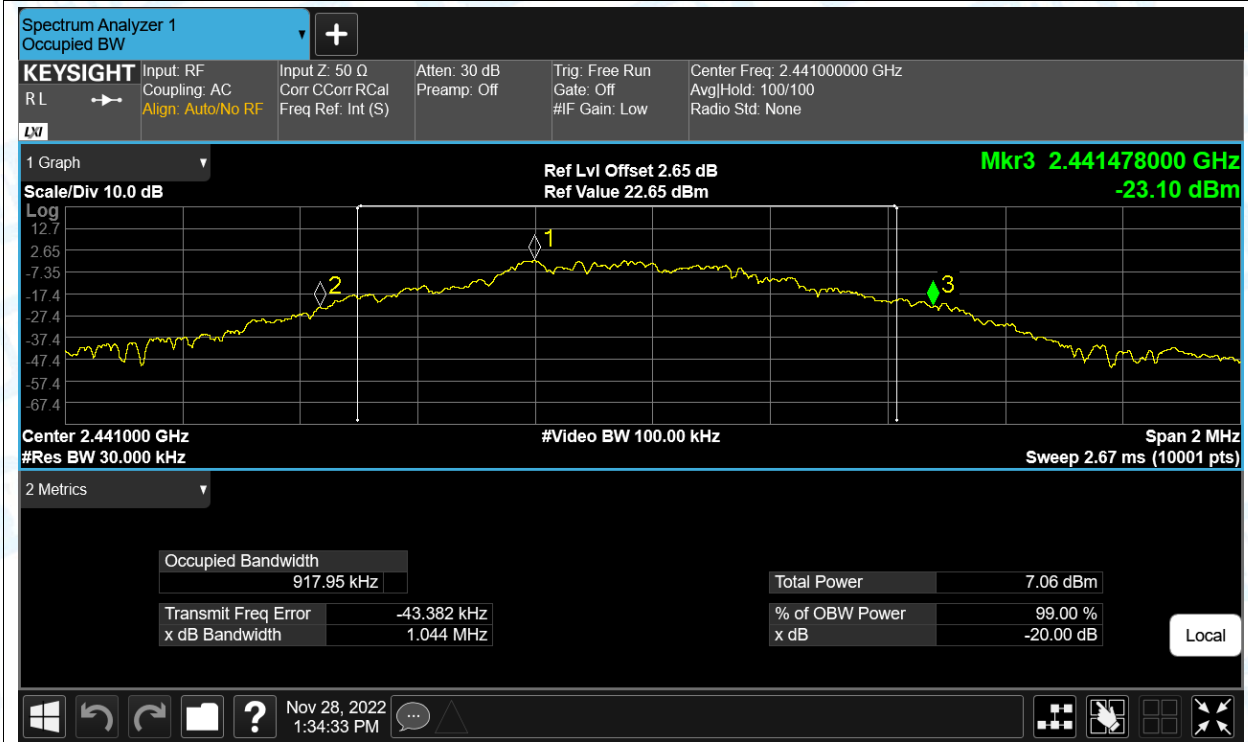 Spectrum Analyzer 1
Occupied BW
+
KEYSIGHT
R L
LXI
Input: RF
Coupling: AC
Align: Auto/No RF
Input Z: 50 Ω
Corr CCorr RCal
Freq Ref: Int (S)
Atten: 30 dB
Preamp: Off
Trig: Free Run
Gate: Off
#IF Gain: Low
Center Freq: 2.441000000 GHz
Avg|Hold: 100/100
Radio Std: None
1 Graph
Scale/Div 10.0 dB
Ref Lvl Offset 2.65 dB
Ref Value 22.65 dBm
Mkr3 2.441478000 GHz
-23.10 dBm
Log
12.7
2.65
-7.35
-17.4
-27.4
-37.4
-47.4
-57.4
-67.4
1
2
3
Center 2.441000 GHz
#Res BW 30.000 kHz
#Video BW 100.00 kHz
Span 2 MHz
Sweep 2.67 ms (10001 pts)
2 Metrics
Occupied Bandwidth
917.95 kHz
Transmit Freq Error -43.382 kHz
x dB Bandwidth 1.044 MHz
Total Power 7.06 dBm
% of OBW Power 99.00 %
x dB -20.00 dB
Local
?
Nov 28, 2022
1:34:33 PM